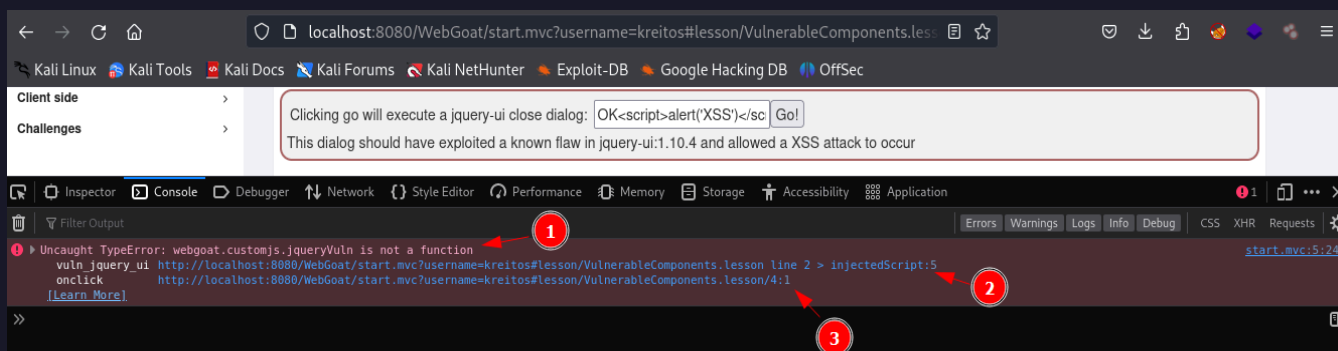 localhost:8080/WebGoat/start.mvc?username=kreitos#lesson/VulnerableComponents.less
Kali Linux Kali Tools Kali Docs Kali Forums Kali NetHunter Exploit-DB Google Hacking DB OffSec
Client side
Challenges
Clicking go will execute a jquery-ui close dialog: OK<script>alert('XSS')</scr Go!
This dialog should have exploited a known flaw in jquery-ui:1.10.4 and allowed a XSS attack to occur
Inspector Console Debugger Network Style Editor Performance Memory Storage Accessibility Application 1
Filter Output Errors Warnings Logs Info Debug CSS XHR Requests
1
Uncaught TypeError: webgoat.customjs.jqueryVuln is not a function start.mvc:5:24
vuln_jquery_ui http://localhost:8080/WebGoat/start.mvc?username=kreitos#lesson/VulnerableComponents.lesson line 2 > injectedScript:5
onclick http://localhost:8080/WebGoat/start.mvc?username=kreitos#lesson/VulnerableComponents.lesson/4:1
2
[Learn More]
3